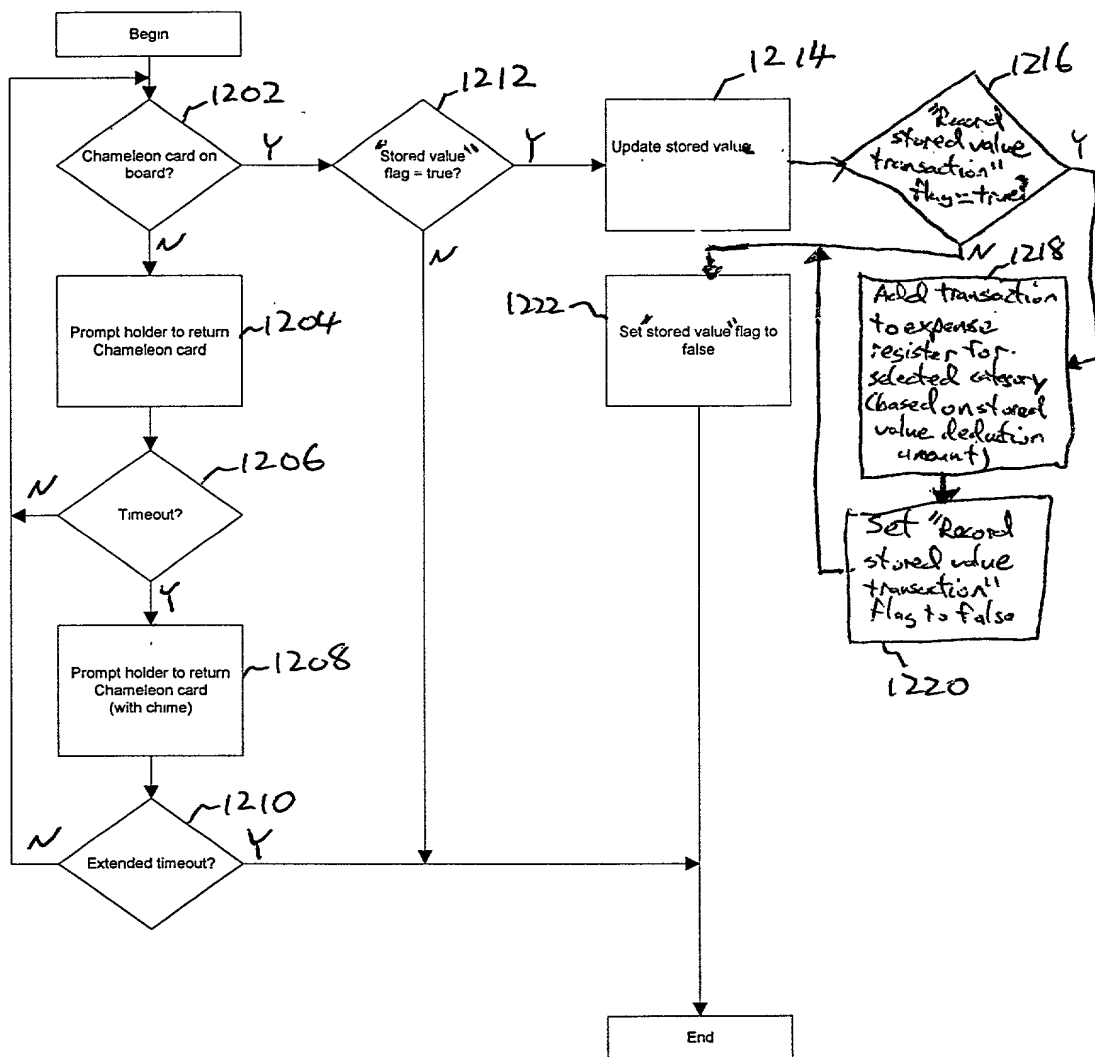 Begin
1202
Chameleon card on
board?
Y
N
1212
"Stored value"
flag = true?
Y
N
1214
Update stored value
1216
"Record
stored value
transaction"
flag = true?
Y
N
1204
Prompt holder to return
Chameleon card
1222
Set "stored value" flag to
false
1218
Add transaction
to expense
register for
selected category
(based on stored
value deduction
amount)
1206
Timeout?
N
Y
1220
Set "Record
stored value
transaction"
flag to false
1208
Prompt holder to return
Chameleon card
(with chime)
1210
Extended timeout?
N
Y
End